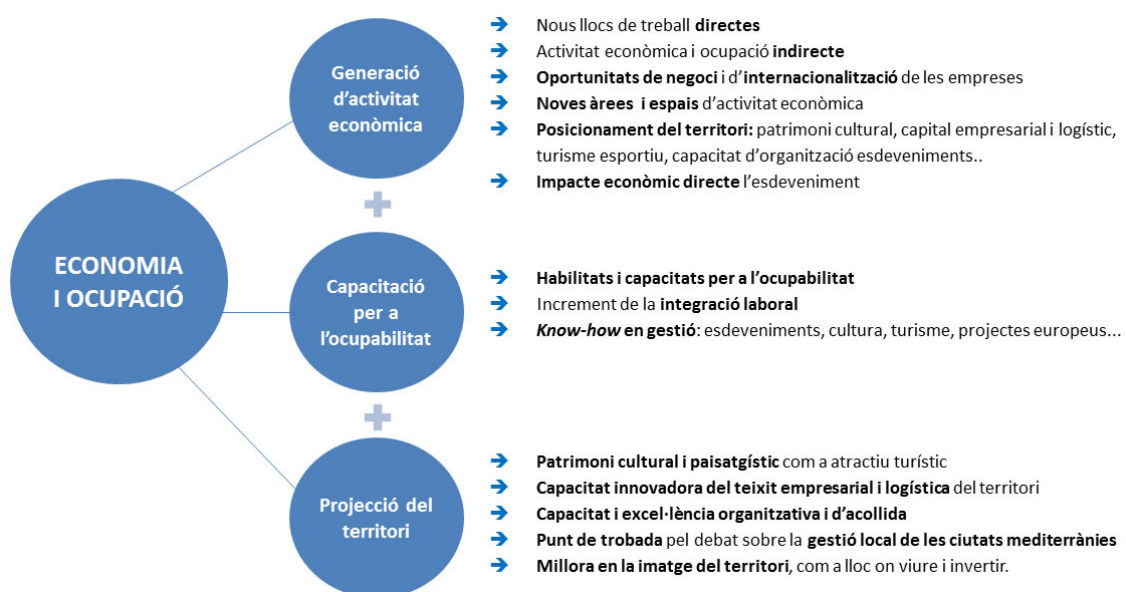 ECONOMIA
I OCUPACIÓ
Generació
d'activitat
econòmica
➔ Nous llocs de treball directes
➔ Activitat econòmica i ocupació indirecte
➔ Oportunitats de negoci i d'internacionalització de les empreses
➔ Noves àrees i espais d'activitat econòmica
➔ Posicionament del territori: patrimoni cultural, capital empresarial i logístic,
turisme esportiu, capacitat d'organització esdeveniments..
➔ Impacte econòmic directe l'esdeveniment
+
Capacitació
per a
l'ocupabilitat
➔ Habilitats i capacitats per a l'ocupabilitat
➔ Increment de la integració laboral
➔ Know-how en gestió: esdeveniments, cultura, turisme, projectes europeus...
+
Projecció del
territori
➔ Patrimoni cultural i paisatgístic com a atractiu turístic
➔ Capacitat innovadora del teixit empresarial i logística del territori
➔ Capacitat i excel·lència organitzativa i d'acollida
➔ Punt de trobada pel debat sobre la gestió local de les ciutats mediterrànies
➔ Millora en la imatge del territori, com a lloc on viure i invertir.